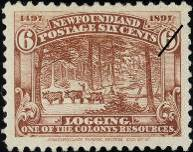 1497 NEWFOUNDLAND 1897
6 POSTAGE SIX CENTS 6
LOGGING.
ONE OF THE COLONYS RESOURCES.